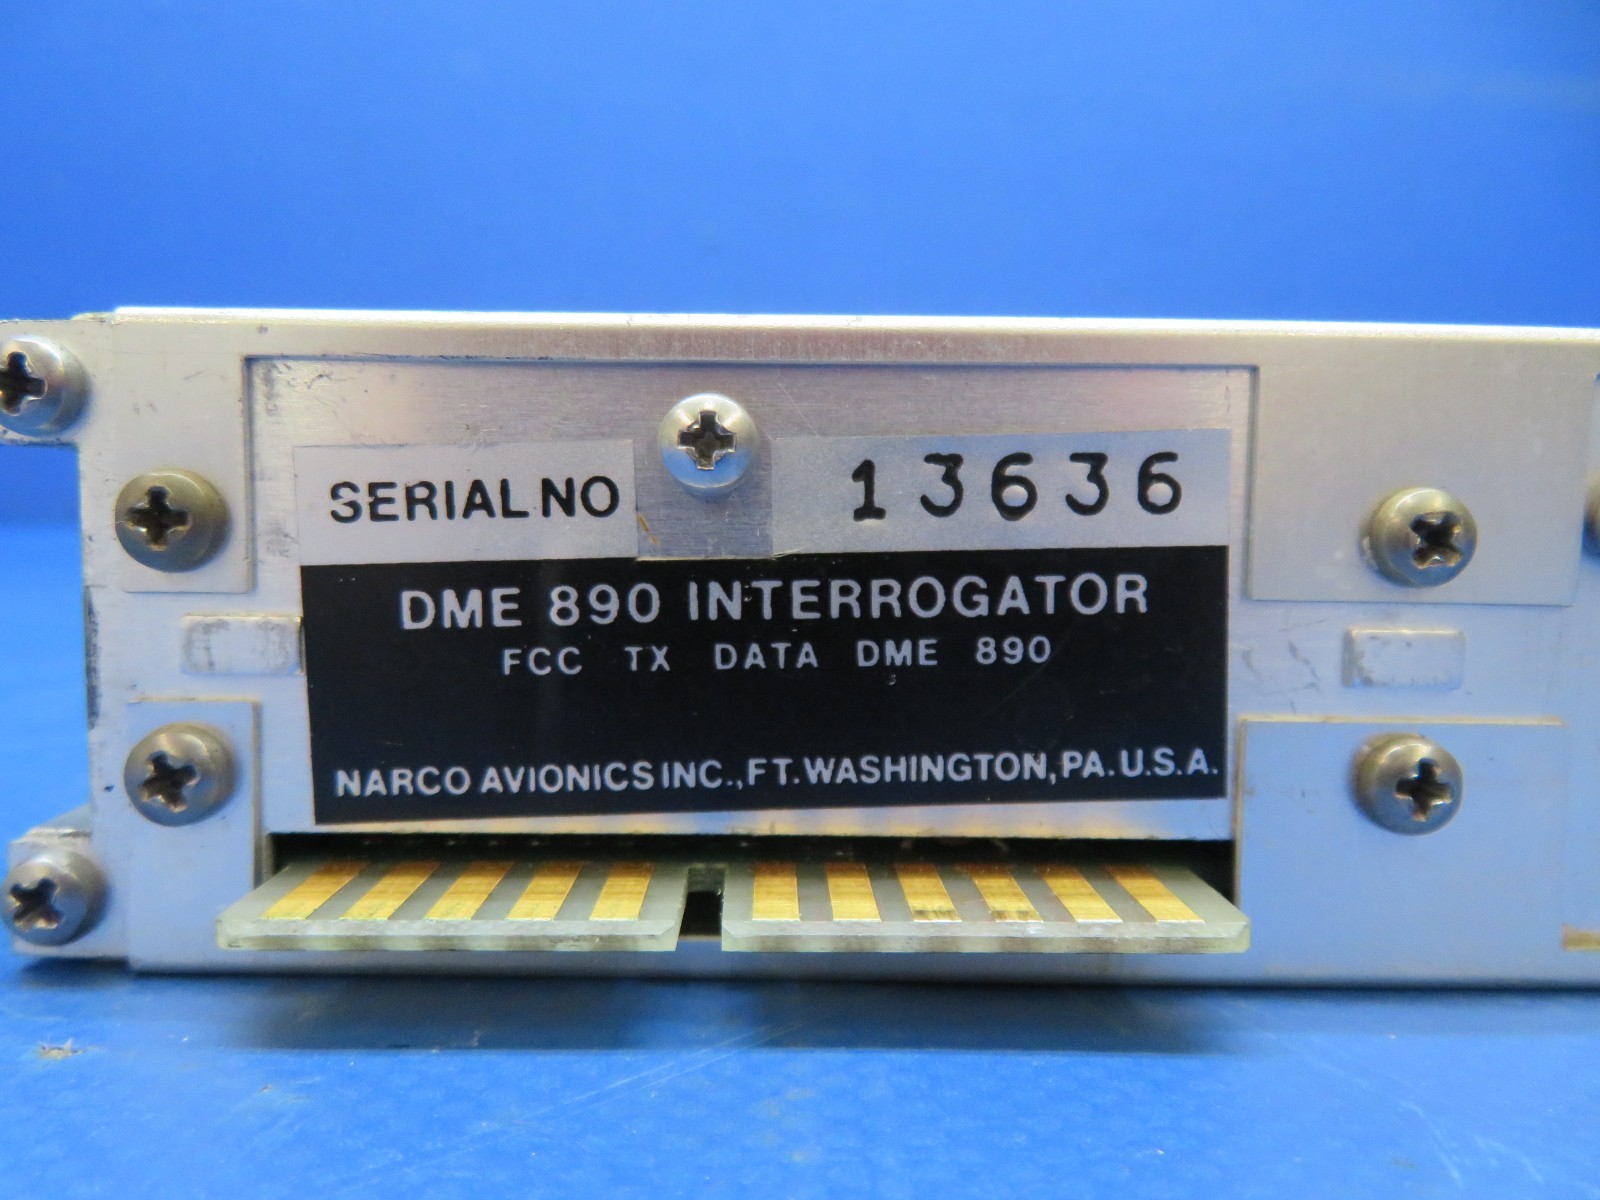 SERIAL NO 13636
DME 890 INTERROGATOR
FCC TX DATA DME 890
NARCO AVIONICS INC., FT. WASHINGTON, PA. U.S.A.